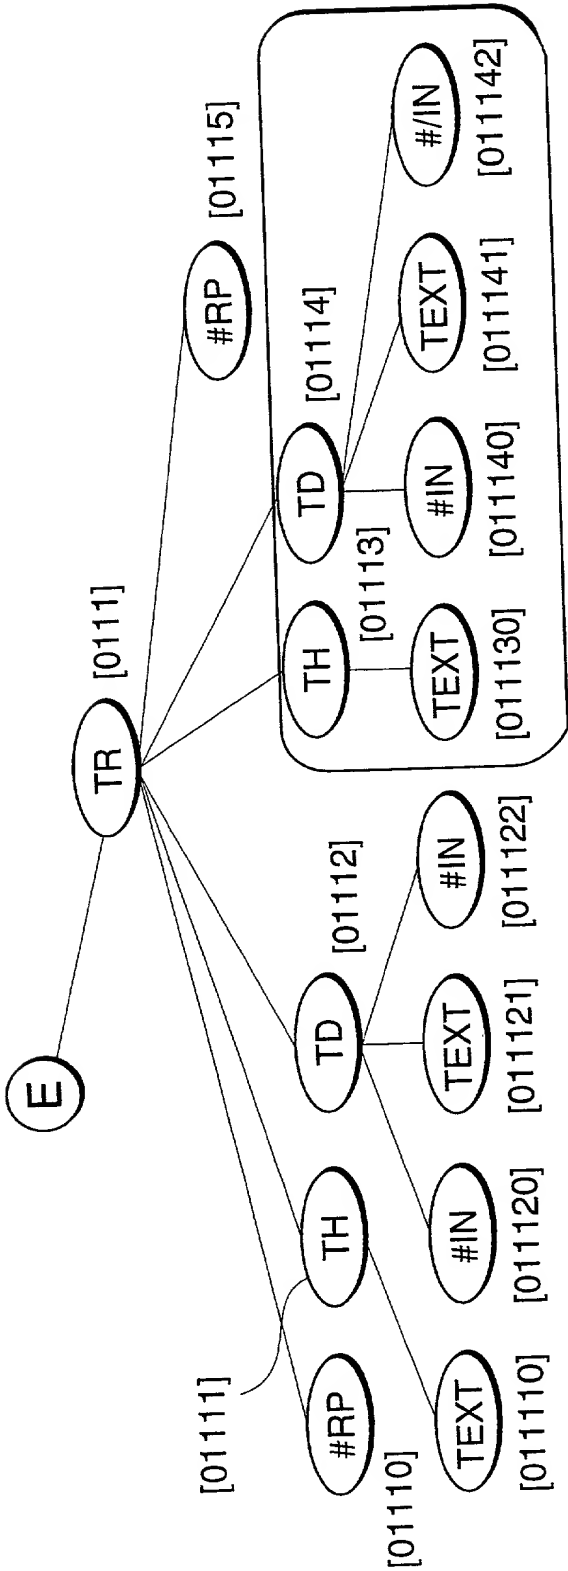 E
TR [0111]
[01111] #RP [01115]
#RP TH TD [01112] TH TD [01114]
[01110] [01113]
TEXT #IN TEXT #IN TEXT #IN TEXT #/IN
[011110] [011120] [011121] [011122] [011130] [011140] [011141] [011142]